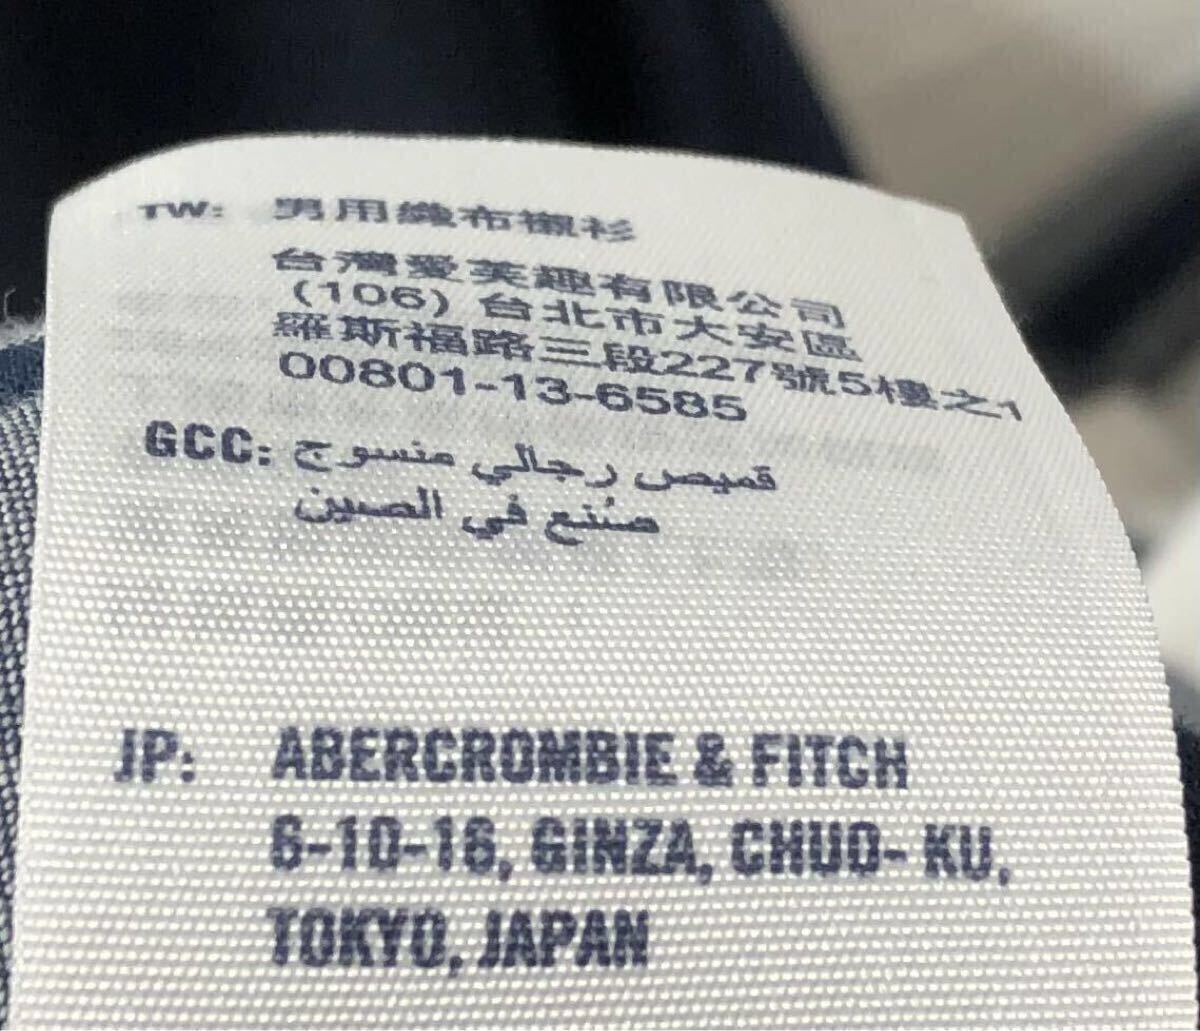 TW: 男用織布襯衫
台灣愛芙趣有限公司
(106) 台北市大安區
羅斯福路三段227號5樓之1
00801-13-6585
GCC: قميص رجالي منسوج
صُنع في الصين
JP: ABERCROMBIE & FITCH
6-10-16, GINZA, CHUO- KU,
TOKYO, JAPAN